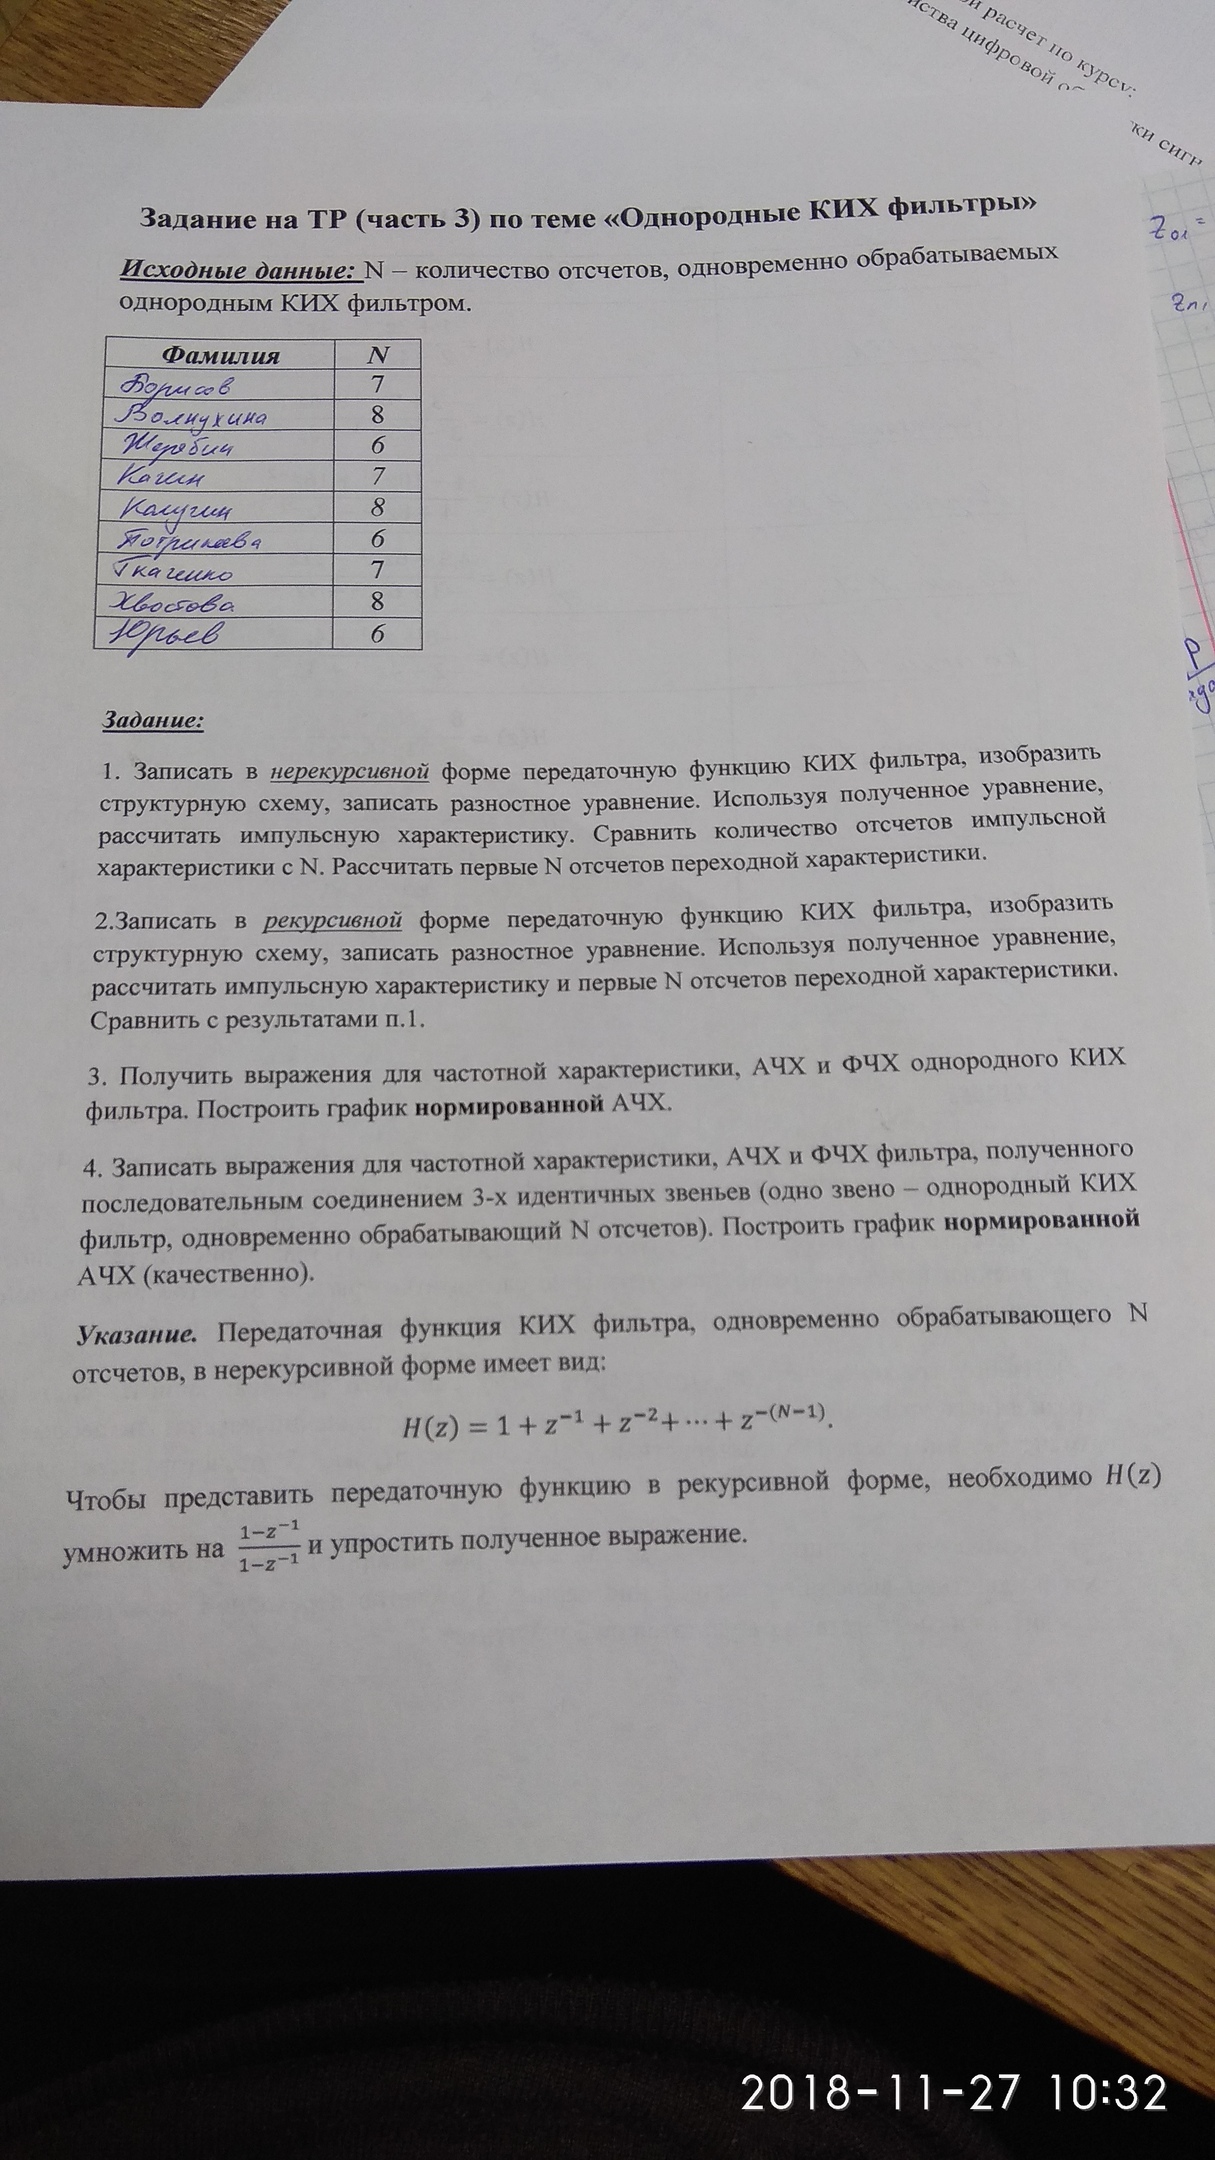 й расчет по курсу:
йства цифровой об
ки сигн
Z₀₁ =
Zп₁
Задание на ТР (часть 3) по теме «Однородные КИХ фильтры»
Исходные данные: N – количество отсчетов, одновременно обрабатываемых
однородным КИХ фильтром.
Фамилия N
Борисов 7
Волнухина 8
Жеребин 6
Качин 7
Калугин 8
6
Ткаченко 7
Хвостова 8
Юрьев 6
Задание:
1. Записать в нерекурсивной форме передаточную функцию КИХ фильтра, изобразить
структурную схему, записать разностное уравнение. Используя полученное уравнение,
рассчитать импульсную характеристику. Сравнить количество отсчетов импульсной
характеристики с N. Рассчитать первые N отсчетов переходной характеристики.
2.Записать в рекурсивной форме передаточную функцию КИХ фильтра, изобразить
структурную схему, записать разностное уравнение. Используя полученное уравнение,
рассчитать импульсную характеристику и первые N отсчетов переходной характеристики.
Сравнить с результатами п.1.
3. Получить выражения для частотной характеристики, АЧХ и ФЧХ однородного КИХ
фильтра. Построить график нормированной АЧХ.
4. Записать выражения для частотной характеристики, АЧХ и ФЧХ фильтра, полученного
последовательным соединением 3-х идентичных звеньев (одно звено – однородный КИХ
фильтр, одновременно обрабатывающий N отсчетов). Построить график нормированной
АЧХ (качественно).
Указание. Передаточная функция КИХ фильтра, одновременно обрабатывающего N
отсчетов, в нерекурсивной форме имеет вид:
H(z) = 1 + z⁻¹ + z⁻² + ⋯ + z⁻⁽ᴺ⁻¹⁾.
Чтобы представить передаточную функцию в рекурсивной форме, необходимо H(z)
умножить на (1−z⁻¹)/(1−z⁻¹) и упростить полученное выражение.
2018-11-27 10:32